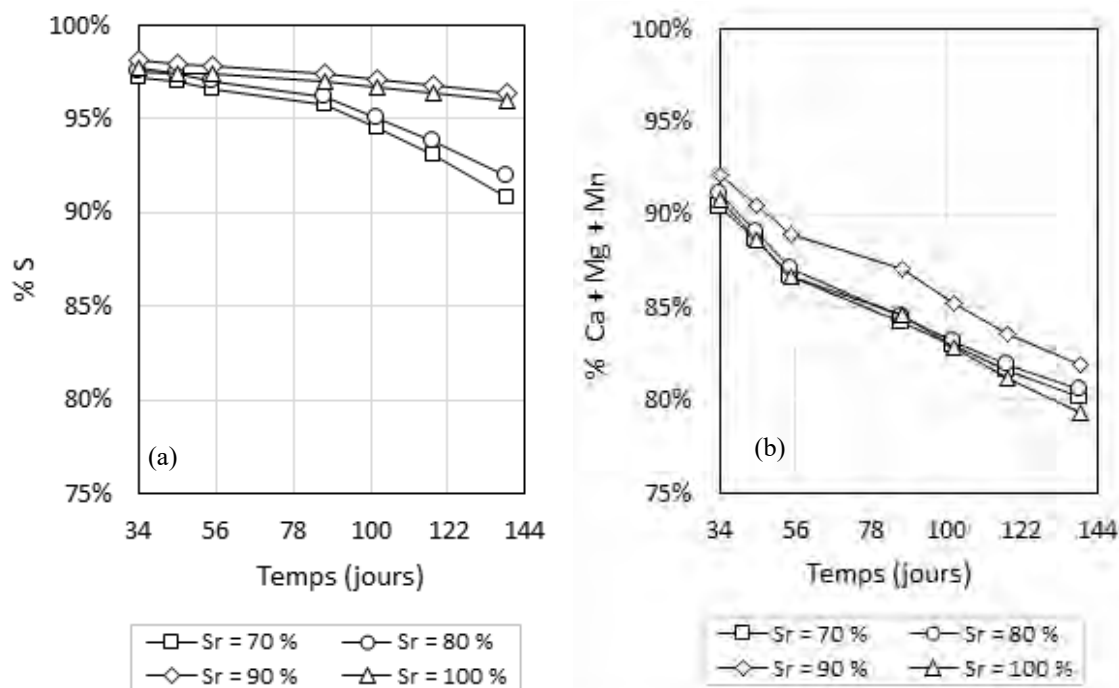 100%
95%
90%
85%
80%
75%
% S
(a)
34 56 78 100 122 144
Temps (jours)
Sr = 70 % Sr = 80 %
Sr = 90 % Sr = 100 %
100%
95%
90%
85%
80%
75%
% Ca + Mg + Mn
(b)
34 56 78 100 122 144
Temps (jours)
Sr = 70 % Sr = 80 %
Sr = 90 % Sr = 100 %